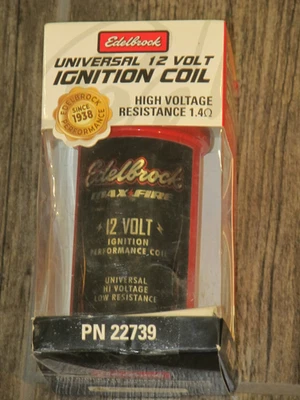 Edelbrock
UNIVERSAL 12 VOLT
IGNITION COIL
HIGH VOLTAGE
RESISTANCE 1.4Ω
EDELBROCK
SINCE
1938
PERFORMANCE
Edelbrock
MAX-FIRE
12 VOLT
IGNITION
PERFORMANCE COIL
UNIVERSAL
HI VOLTAGE
LOW RESISTANCE
PN 22739